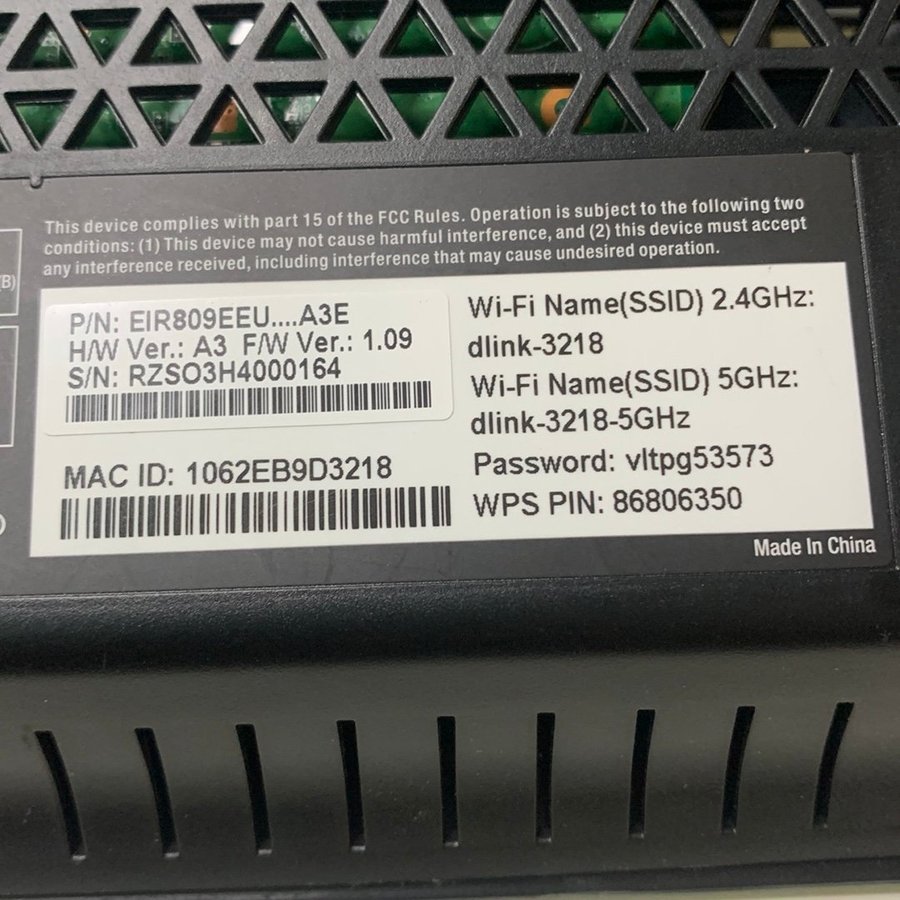 This device complies with part 15 of the FCC Rules. Operation is subject to the following two
conditions: (1) This device may not cause harmful interference, and (2) this device must accept
any interference received, including interference that may cause undesired operation.
B)
P/N: EIR809EEU....A3E
H/W Ver.: A3 F/W Ver.: 1.09
S/N: RZSO3H4000164
MAC ID: 1062EB9D3218
Wi-Fi Name(SSID) 2.4GHz:
dlink-3218
Wi-Fi Name(SSID) 5GHz:
dlink-3218-5GHz
Password: vltpg53573
WPS PIN: 86806350
Made In China